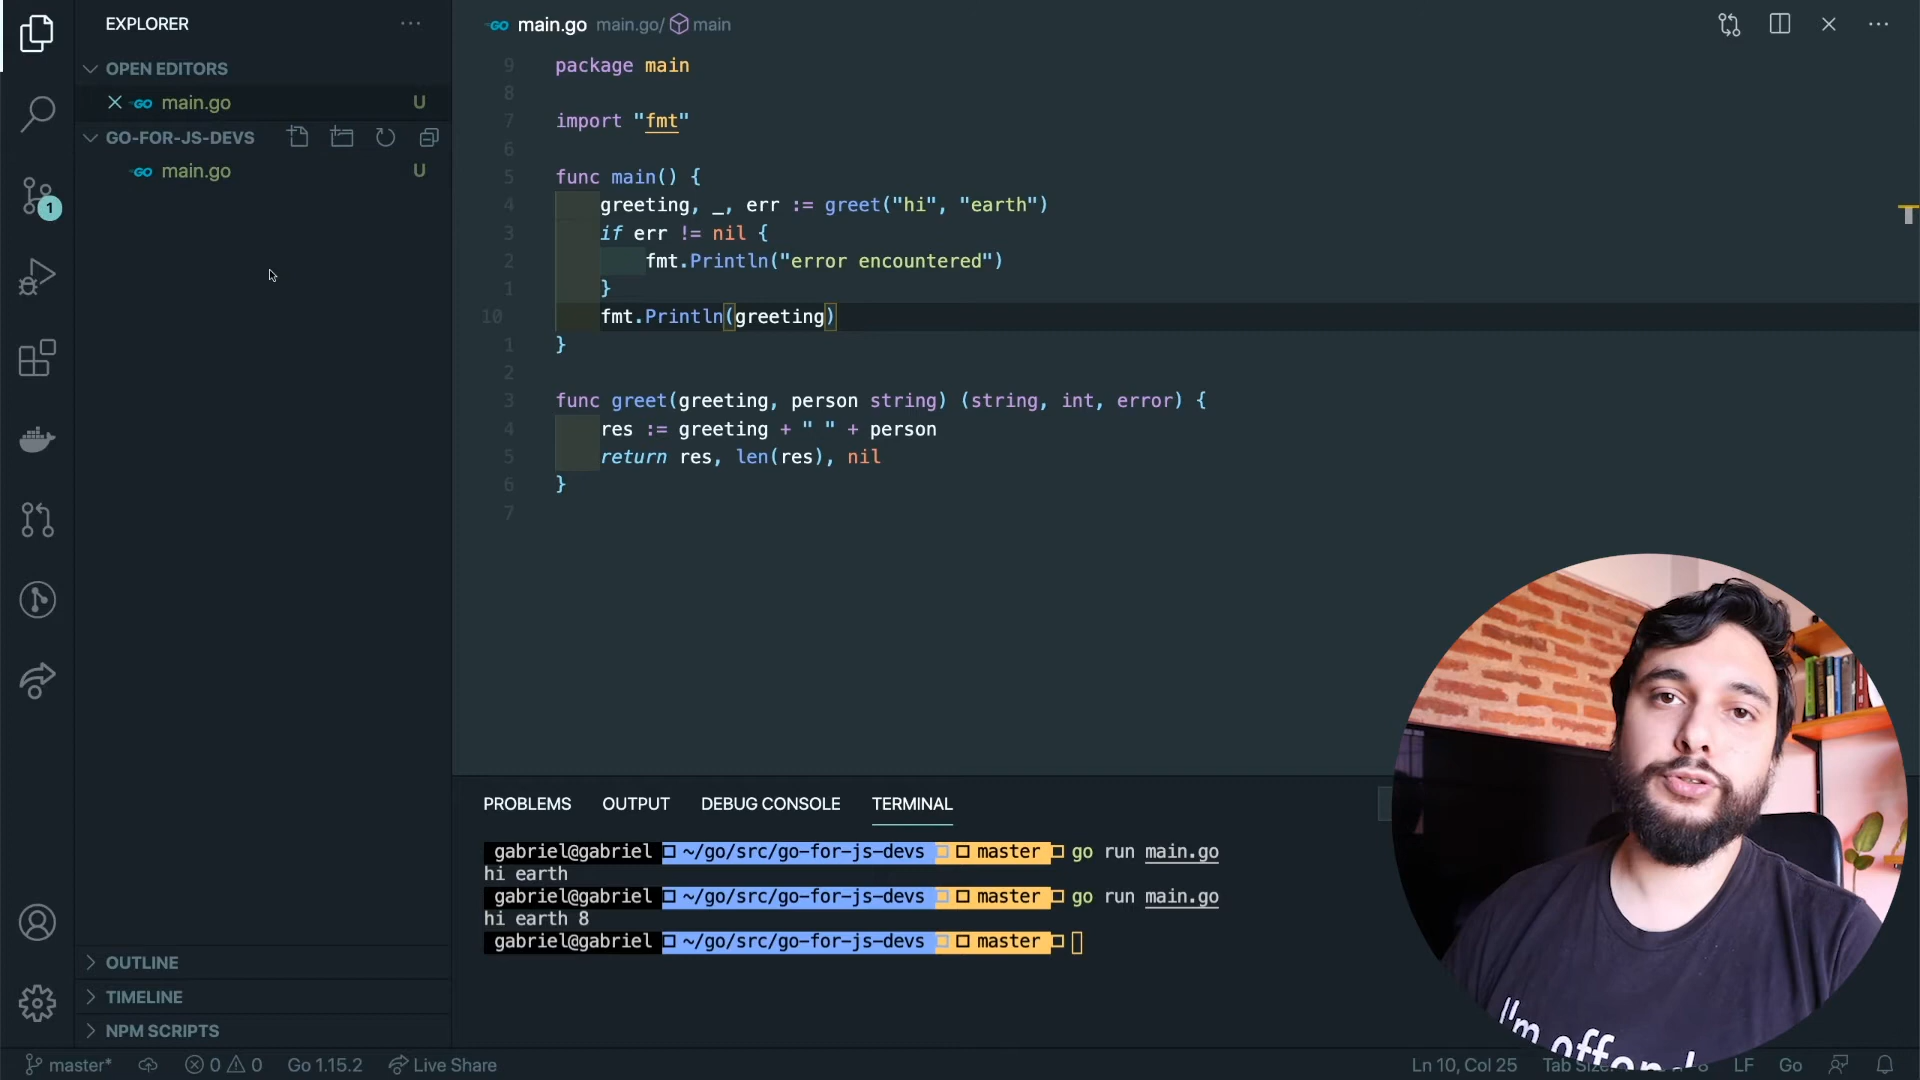 EXPLORER
OPEN EDITORS
main.go U
GO-FOR-JS-DEVS
main.go U
1
OUTLINE
TIMELINE
NPM SCRIPTS
GO main.go main.go/ main
9 package main
8
7 import "fmt"
6
5 func main() {
4 greeting, _, err := greet("hi", "earth")
3 if err != nil {
2 fmt.Println("error encountered")
1 }
10 fmt.Println(greeting)
1 }
2
3 func greet(greeting, person string) (string, int, error) {
4 res := greeting + " " + person
5 return res, len(res), nil
6 }
7
PROBLEMS OUTPUT DEBUG CONSOLE TERMINAL
gabriel@gabriel ~/go/src/go-for-js-devs master go run main.go
hi earth
gabriel@gabriel ~/go/src/go-for-js-devs master go run main.go
hi earth 8
gabriel@gabriel ~/go/src/go-for-js-devs master
I'm
master* 0 0 Go 1.15.2 Live Share Ln 10, Col 25 Tab LF Go